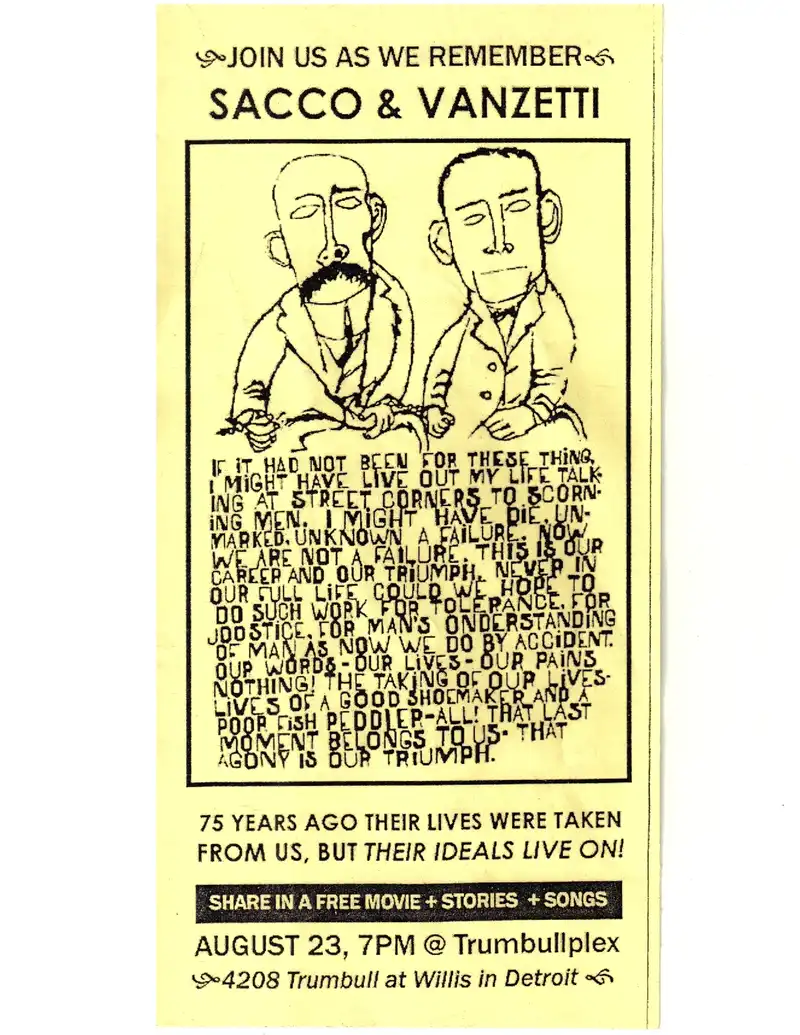 JOIN US AS WE REMEMBER
SACCO & VANZETTI
IF IT HAD NOT BEEN FOR THESE THING,
I MIGHT HAVE LIVE OUT MY LIFE TALK-
ING AT STREET CORNERS TO SCORN-
ING MEN. I MIGHT HAVE DIE, UN-
MARKED, UNKNOWN A FAILURE. NOW
WE ARE NOT A FAILURE. THIS IS OUR
CAREER AND OUR TRIUMPH. NEVER IN
OUR FULL LIFE COULD WE HOPE TO
DO SUCH WORK FOR TOLERANCE, FOR
JOOSTICE, FOR MAN'S ONDERSTANDING
OF MAN AS NOW WE DO BY ACCIDENT.
OUR WORDS - OUR LIVES - OUR PAINS
NOTHING! THE TAKING OF OUR LIVES-
LIVES OF A GOOD SHOEMAKER AND A
POOR FISH PEDDLER-ALL! THAT LAST
MOMENT BELONGS TO US- THAT
AGONY IS OUR TRIUMPH.
75 YEARS AGO THEIR LIVES WERE TAKEN
FROM US, BUT THEIR IDEALS LIVE ON!
SHARE IN A FREE MOVIE + STORIES + SONGS
AUGUST 23, 7PM @ Trumbullplex
4208 Trumbull at Willis in Detroit